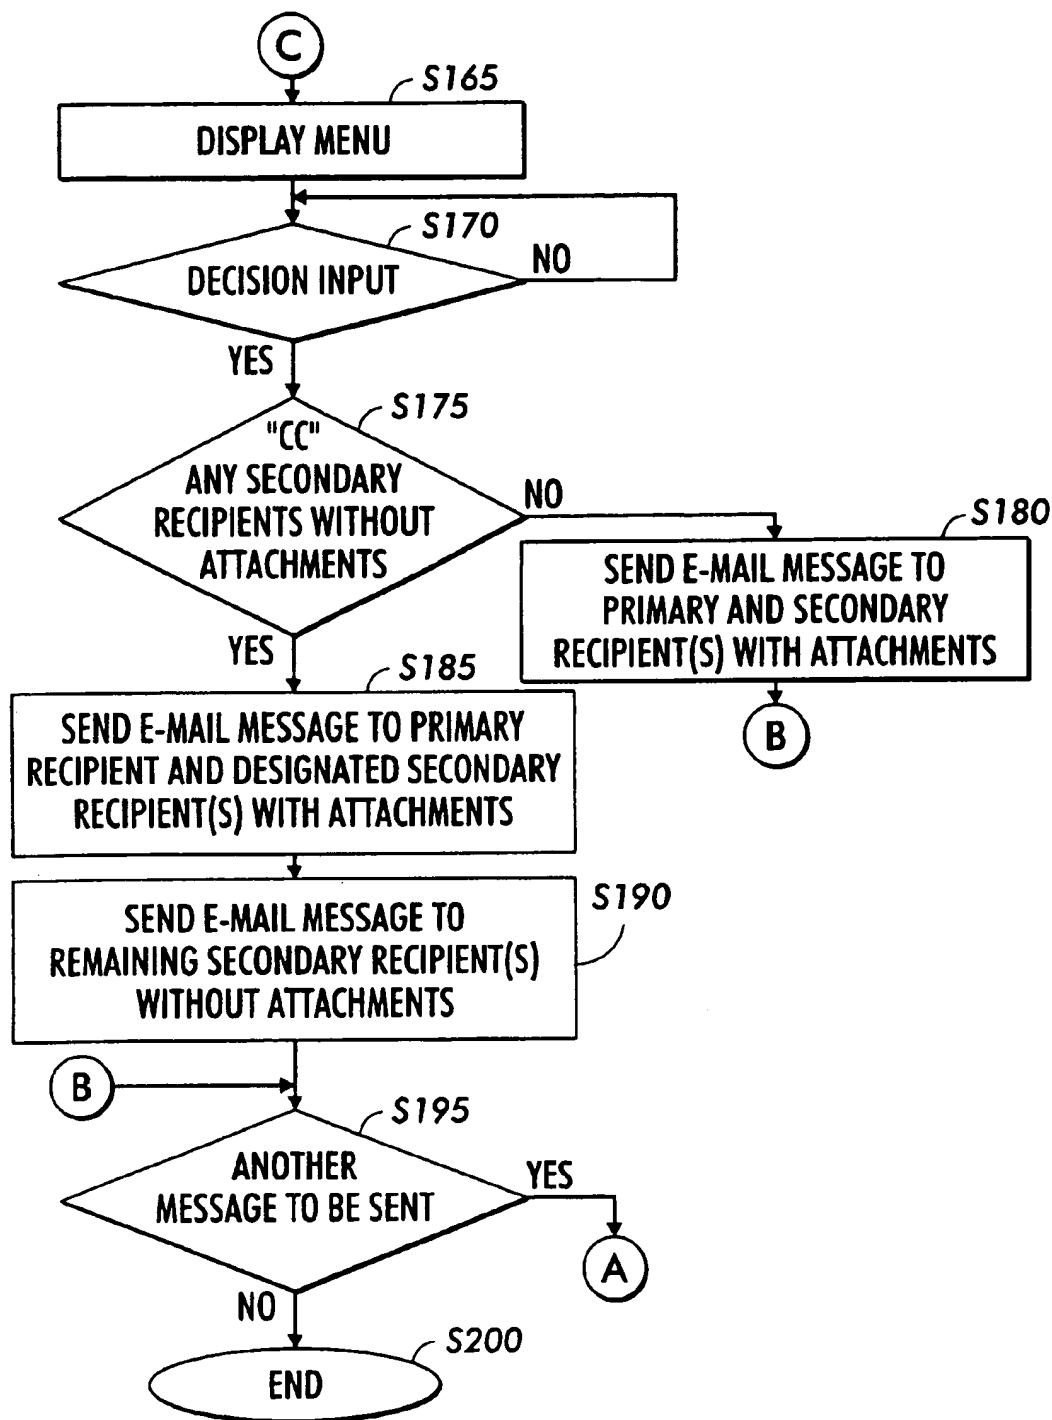 C
S165
DISPLAY MENU
S170
DECISION INPUT
NO
YES
S175
"CC"
ANY SECONDARY
RECIPIENTS WITHOUT
ATTACHMENTS
NO
YES
S180
SEND E-MAIL MESSAGE TO
PRIMARY AND SECONDARY
RECIPIENT(S) WITH ATTACHMENTS
B
S185
SEND E-MAIL MESSAGE TO PRIMARY
RECIPIENT AND DESIGNATED SECONDARY
RECIPIENT(S) WITH ATTACHMENTS
S190
SEND E-MAIL MESSAGE TO
REMAINING SECONDARY RECIPIENT(S)
WITHOUT ATTACHMENTS
B
S195
ANOTHER
MESSAGE TO BE SENT
YES
A
NO
S200
END